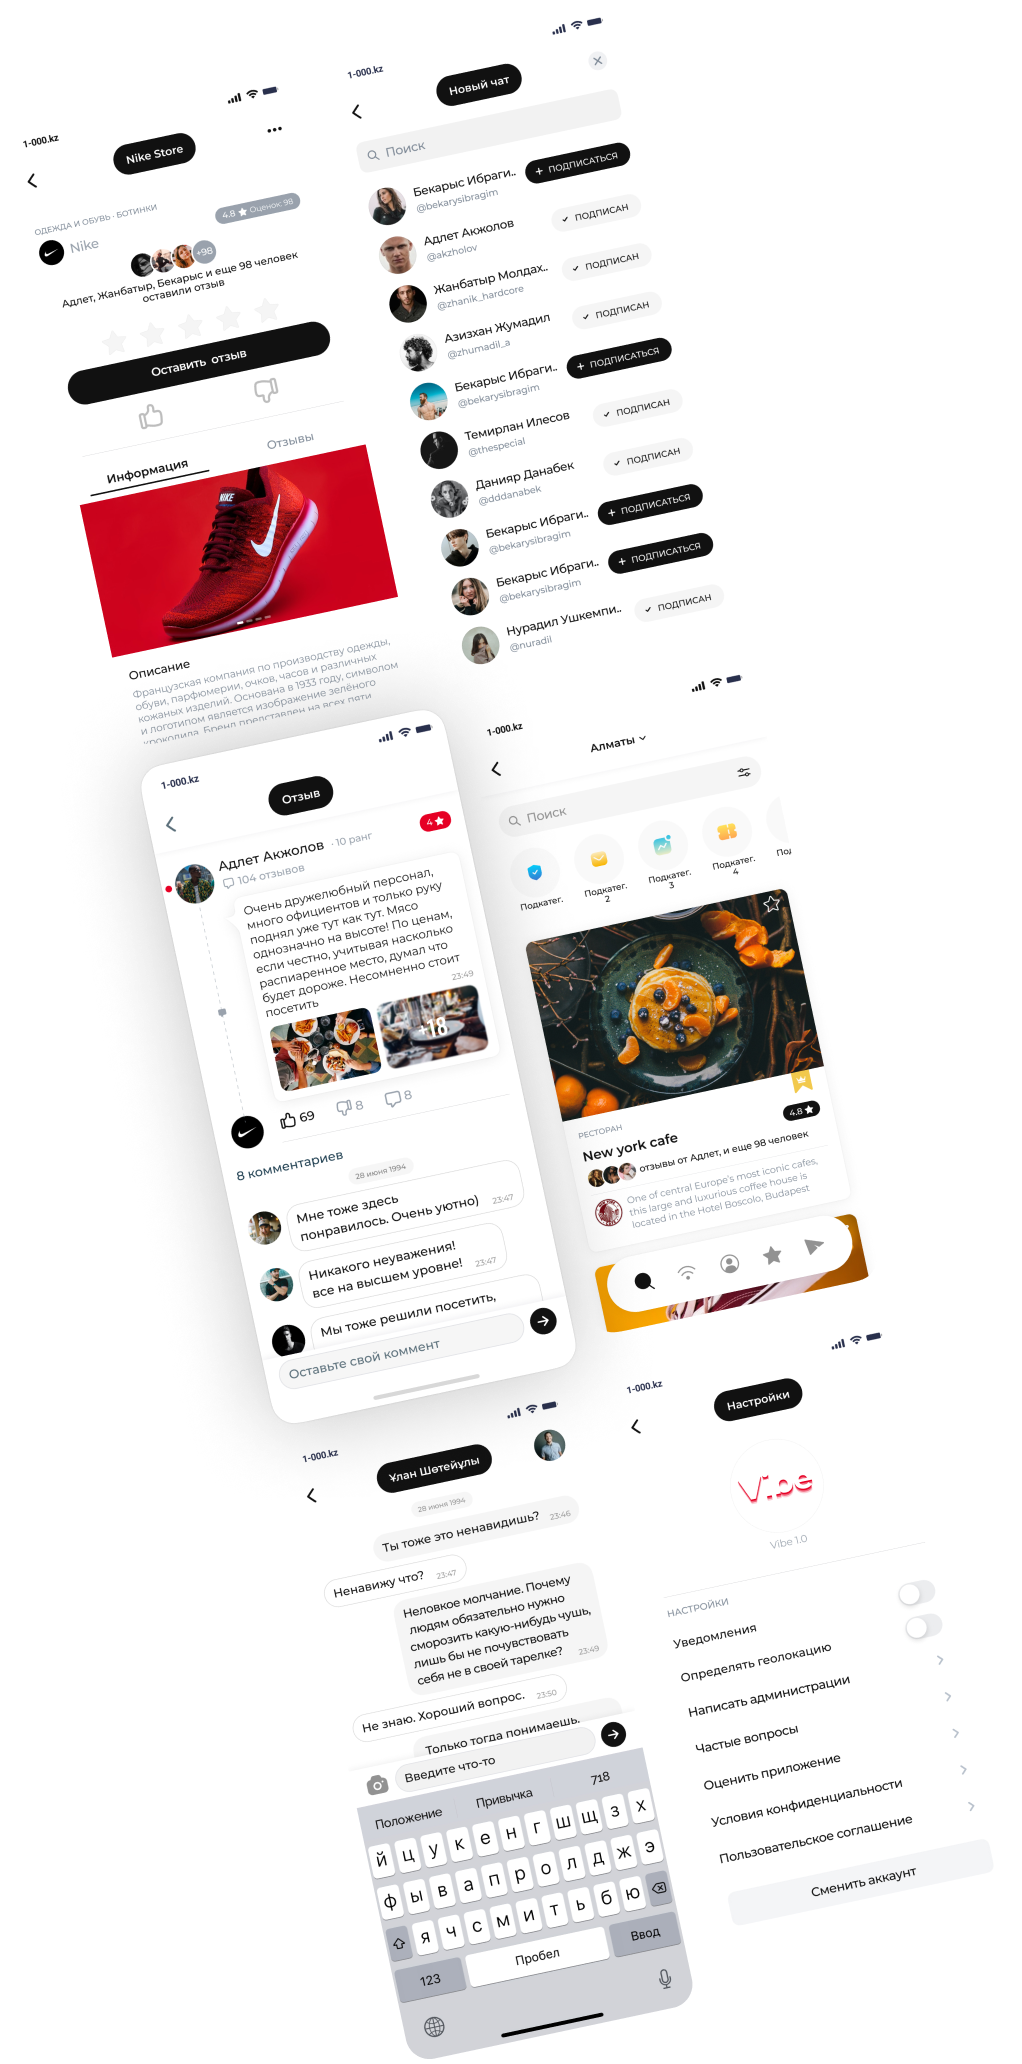 1-000.kz
Nike Store
ОДЕЖДА И ОБУВЬ · БОТИНКИ
4.8 Оценок: 98
Nike
+98
Адлет, Жанбатыр, Бекарыс и еще 98 человек
оставили отзыв
Оставить отзыв
Информация
Отзывы
NIKE
Описание
Французская компания по производству одежды,
обуви, парфюмерии, очков, часов и различных
кожаных изделий. Основана в 1933 году, символом
и логотипом является изображение зелёного
крокодила. Бренд представлен на всех пяти
1-000.kz
Новый чат
Поиск
Бекарыс Ибраги..
@bekarysibragim
+ ПОДПИСАТЬСЯ
Адлет Акжолов
@akzholov
ПОДПИСАН
Жанбатыр Молдах..
@zhanik_hardcore
ПОДПИСАН
Азизхан Жумадил
@zhumadil_a
ПОДПИСАН
Бекарыс Ибраги..
@bekarysibragim
+ ПОДПИСАТЬСЯ
Темирлан Илесов
@thespecial
ПОДПИСАН
Данияр Данабек
@dddanabek
ПОДПИСАН
Бекарыс Ибраги..
@bekarysibragim
+ ПОДПИСАТЬСЯ
Бекарыс Ибраги..
@bekarysibragim
+ ПОДПИСАТЬСЯ
Нурадил Ушкемпи..
@nuradil
ПОДПИСАН
1-000.kz
Отзыв
Адлет Акжолов · 10 ранг
4
104 отзывов
Очень дружелюбный персонал,
много официентов и только руку
поднял уже тут как тут. Мясо
однозначно на высоте! По ценам,
если честно, учитывая насколько
распиаренное место, думал что
будет дороже. Несомненно стоит
посетить
23:49
+18
69
8
8
8 комментариев
28 июня 1994
Мне тоже здесь
понравилось. Очень уютно)
23:47
Никакого неуважения!
все на высшем уровне!
23:47
Мы тоже решили посетить,
Оставьте свой коммент
1-000.kz
Алматы
Поиск
Подкатег.
Подкатег.
2
Подкатег.
3
Подкатег.
4
РЕСТОРАН
4.8
New york cafe
отзывы от Адлет, и еще 98 человек
One of central Europe's most iconic cafes,
this large and luxurious coffee house is
located in the Hotel Boscolo, Budapest
1-000.kz
Ұлан Шөтейұлы
28 июня 1994
Ты тоже это ненавидишь?
23:46
Ненавижу что?
23:47
Неловкое молчание. Почему
людям обязательно нужно
сморозить какую-нибудь чушь,
лишь бы не почувствовать
себя не в своей тарелке?
23:49
Не знаю. Хороший вопрос.
23:50
Только тогда понимаешь.
Введите что-то
Положение
Привычка
718
й ц у к е н г ш щ з х
ф ы в а п р о л д ж э
я ч с м и т ь б ю
123
Пробел
Ввод
1-000.kz
Настройки
Vibe
Vibe 1.0
НАСТРОЙКИ
Уведомления
Определять геолокацию
Написать администрации
Частые вопросы
Оценить приложение
Условия конфиденциальности
Пользовательское соглашение
Сменить аккаунт